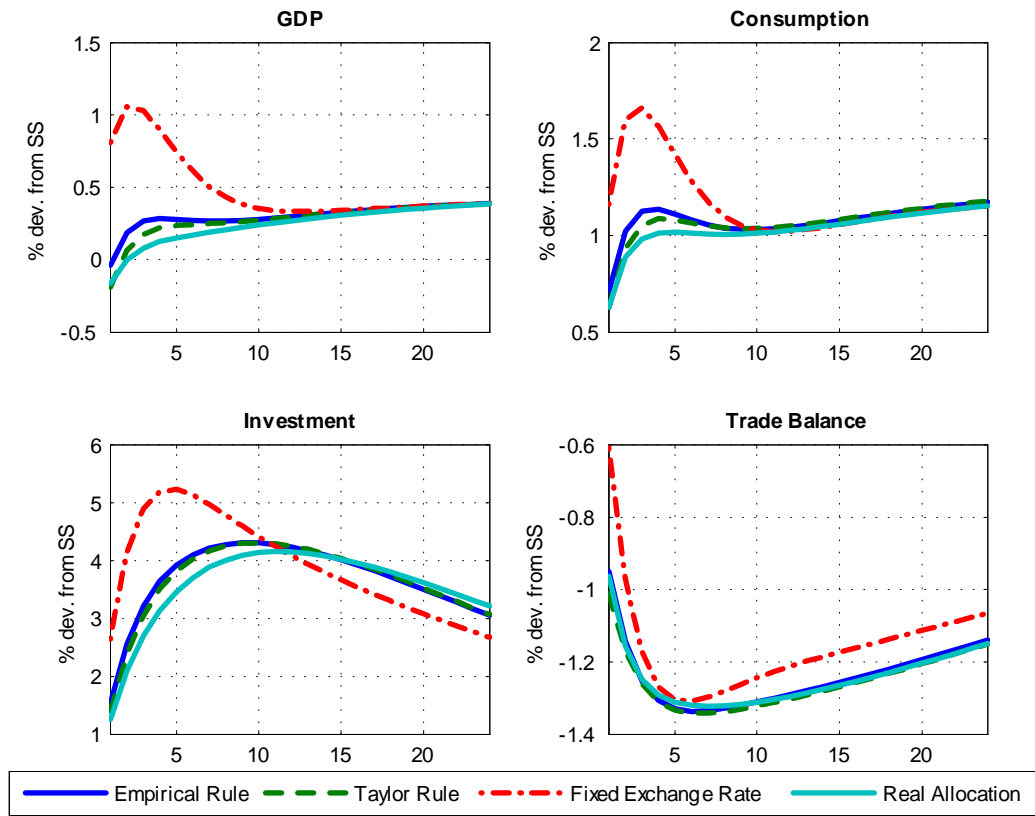 GDP
% dev. from SS
1.5
1
0.5
0
-0.5
5 10 15 20
Consumption
% dev. from SS
2
1.5
1
0.5
5 10 15 20
Investment
% dev. from SS
6
5
4
3
2
1
5 10 15 20
Trade Balance
% dev. from SS
-0.6
-0.8
-1
-1.2
-1.4
5 10 15 20
Empirical Rule Taylor Rule Fixed Exchange Rate Real Allocation